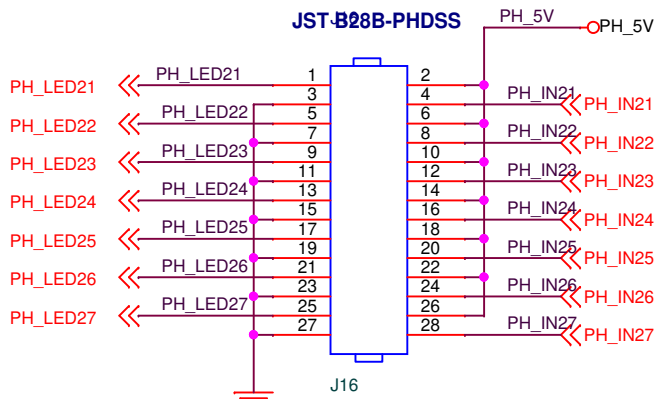 JST-B28B-PHDSS
PH_5V
PH_5V
PH_LED21 PH_LED21 1 2
3 4 PH_IN21 PH_IN21
PH_LED22 PH_LED22 5 6
7 8 PH_IN22 PH_IN22
PH_LED23 PH_LED23 9 10
11 12 PH_IN23 PH_IN23
PH_LED24 PH_LED24 13 14
15 16 PH_IN24 PH_IN24
PH_LED25 PH_LED25 17 18
19 20 PH_IN25 PH_IN25
PH_LED26 PH_LED26 21 22
23 24 PH_IN26 PH_IN26
PH_LED27 PH_LED27 25 26
27 28 PH_IN27 PH_IN27
J16